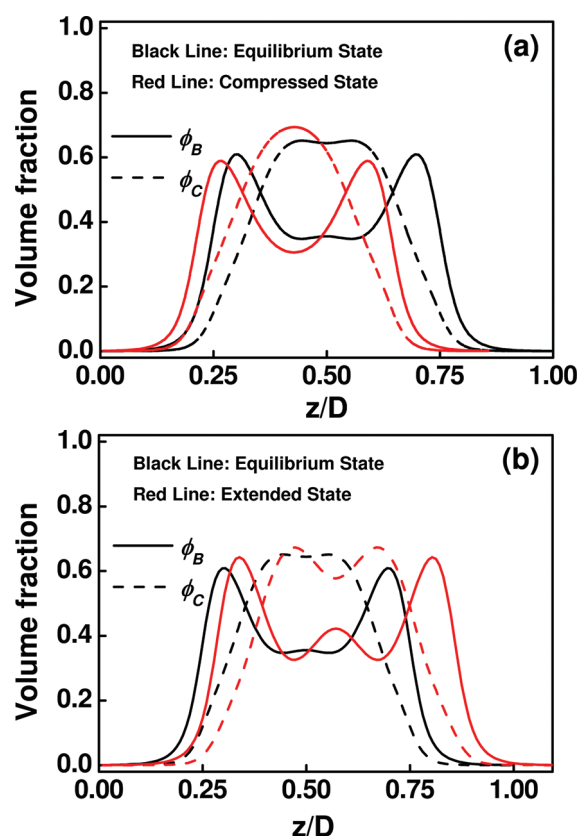 (a)
Black Line: Equilibrium State
Red Line: Compressed State
ϕB
ϕC
Volume fraction
1.0
0.8
0.6
0.4
0.2
0.0
0.00 0.25 0.50 0.75 1.00
z/D
(b)
Black Line: Equilibrium State
Red Line: Extended State
ϕB
ϕC
Volume fraction
1.0
0.8
0.6
0.4
0.2
0.0
0.00 0.25 0.50 0.75 1.00
z/D